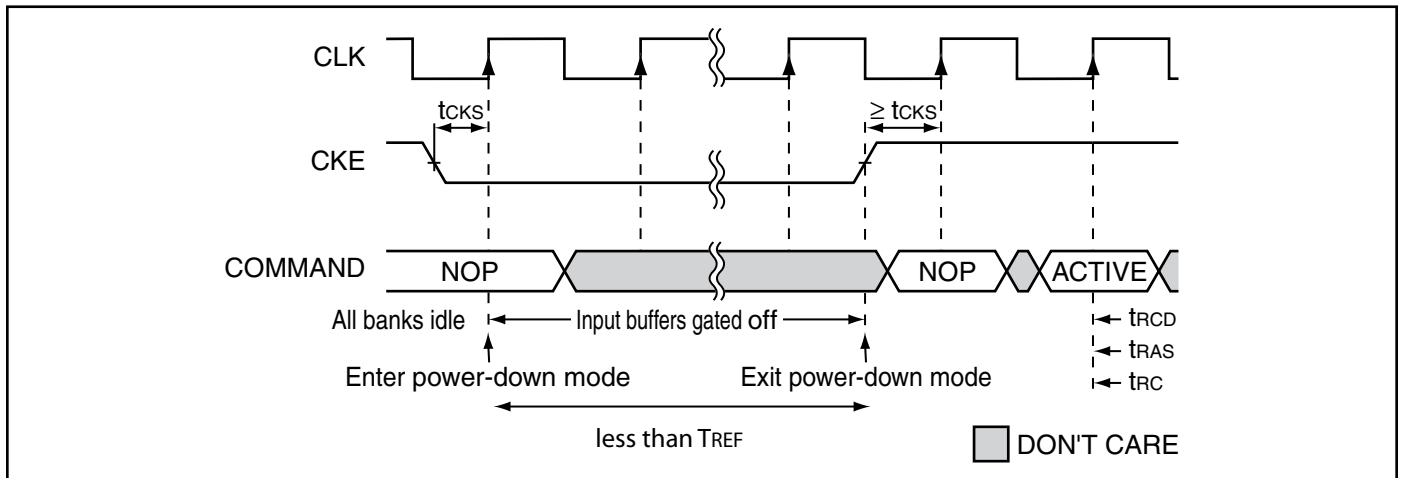 CLK
tCKS
≥ tCKS
CKE
COMMAND
NOP
NOP
ACTIVE
All banks idle
Input buffers gated off
tRCD
tRAS
tRC
Enter power-down mode
Exit power-down mode
less than TREF
DON'T CARE